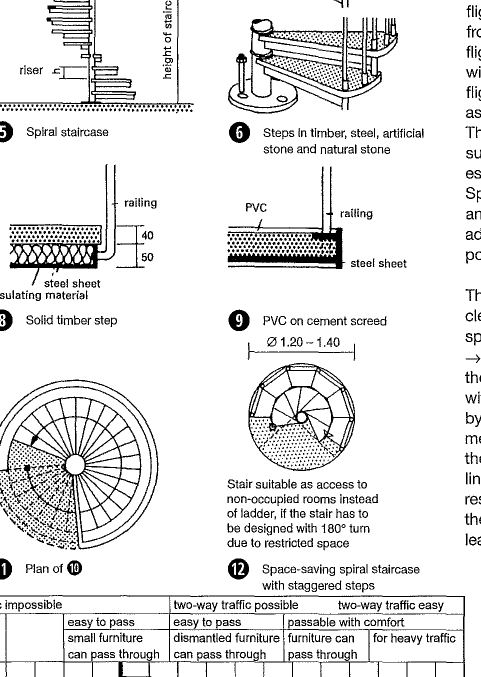 height of stairc
riser
h
5 Spiral staircase
6 Steps in timber, steel, artificial
stone and natural stone
railing
40
50
steel sheet
sulating material
PVC
railing
steel sheet
8 Solid timber step
9 PVC on cement screed
Ø 1.20 – 1.40
Stair suitable as access to
non-occupied rooms instead
of ladder, if the stair has to
be designed with 180° turn
due to restricted space
1 Plan of 10
12 Space-saving spiral staircase
with staggered steps
c impossible
two-way traffic possible
two-way traffic easy
easy to pass
easy to pass
passable with comfort
small furniture
can pass through
dismantled furniture
can pass through
furniture can
pass through
for heavy traffic
flig
fro
flig
wi
flig
as
Th
su
es
Sp
an
ad
po
Th
cle
sp
→
the
wit
by
me
the
lin
res
the
lea